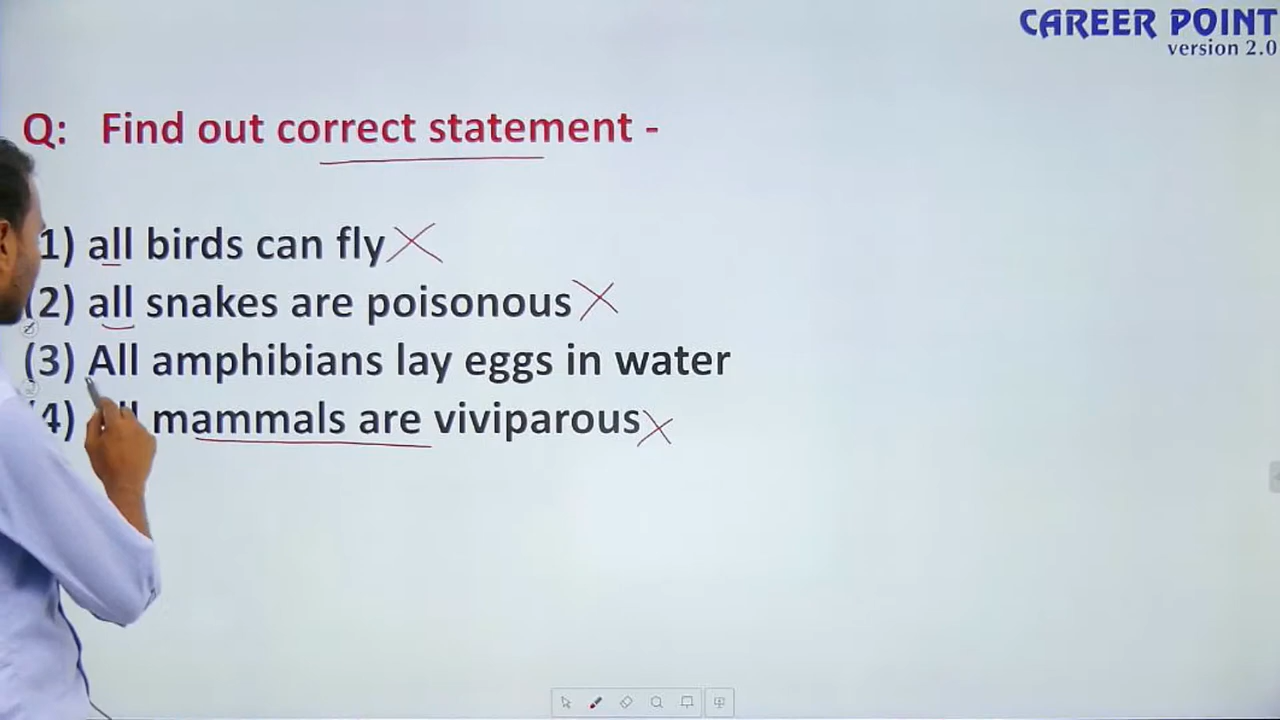 CAREER POINT
version 2.0
Q: Find out correct statement -
1) all birds can fly
(2) all snakes are poisonous
(3) All amphibians lay eggs in water
(4) mammals are viviparous